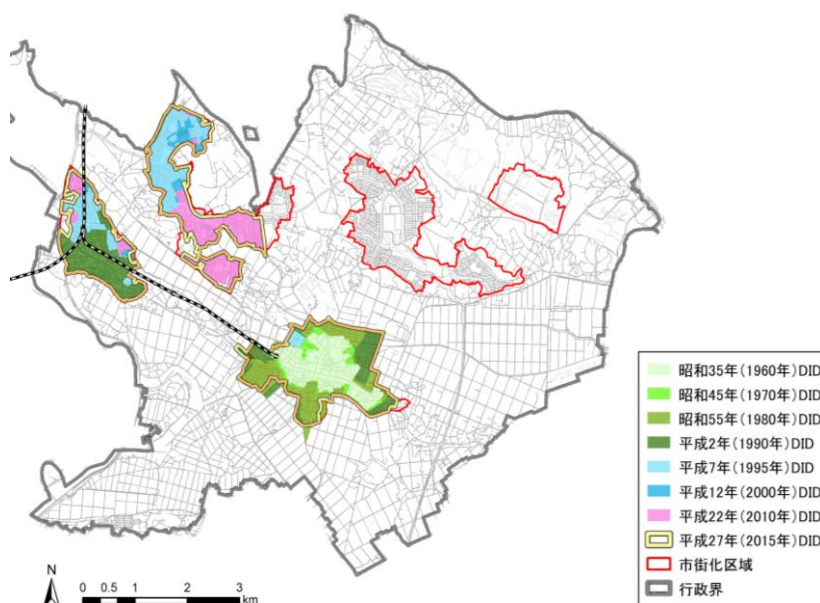 昭和35年(1960年)DID
昭和45年(1970年)DID
昭和55年(1980年)DID
平成2年(1990年)DID
平成7年(1995年)DID
平成12年(2000年)DID
平成22年(2010年)DID
平成27年(2015年)DID
市街化区域
行政界
N
0 0.5 1 2 3
km